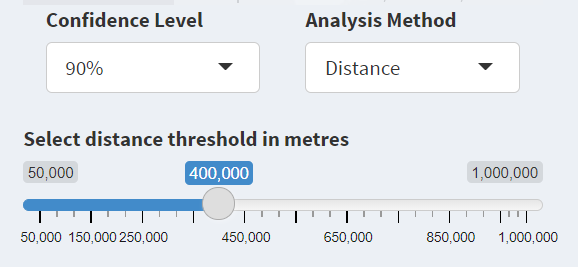 Confidence Level Analysis Method
90% Distance
Select distance threshold in metres
50,000 400,000 1,000,000
50,000 150,000 250,000 450,000 650,000 850,000 1,000,000